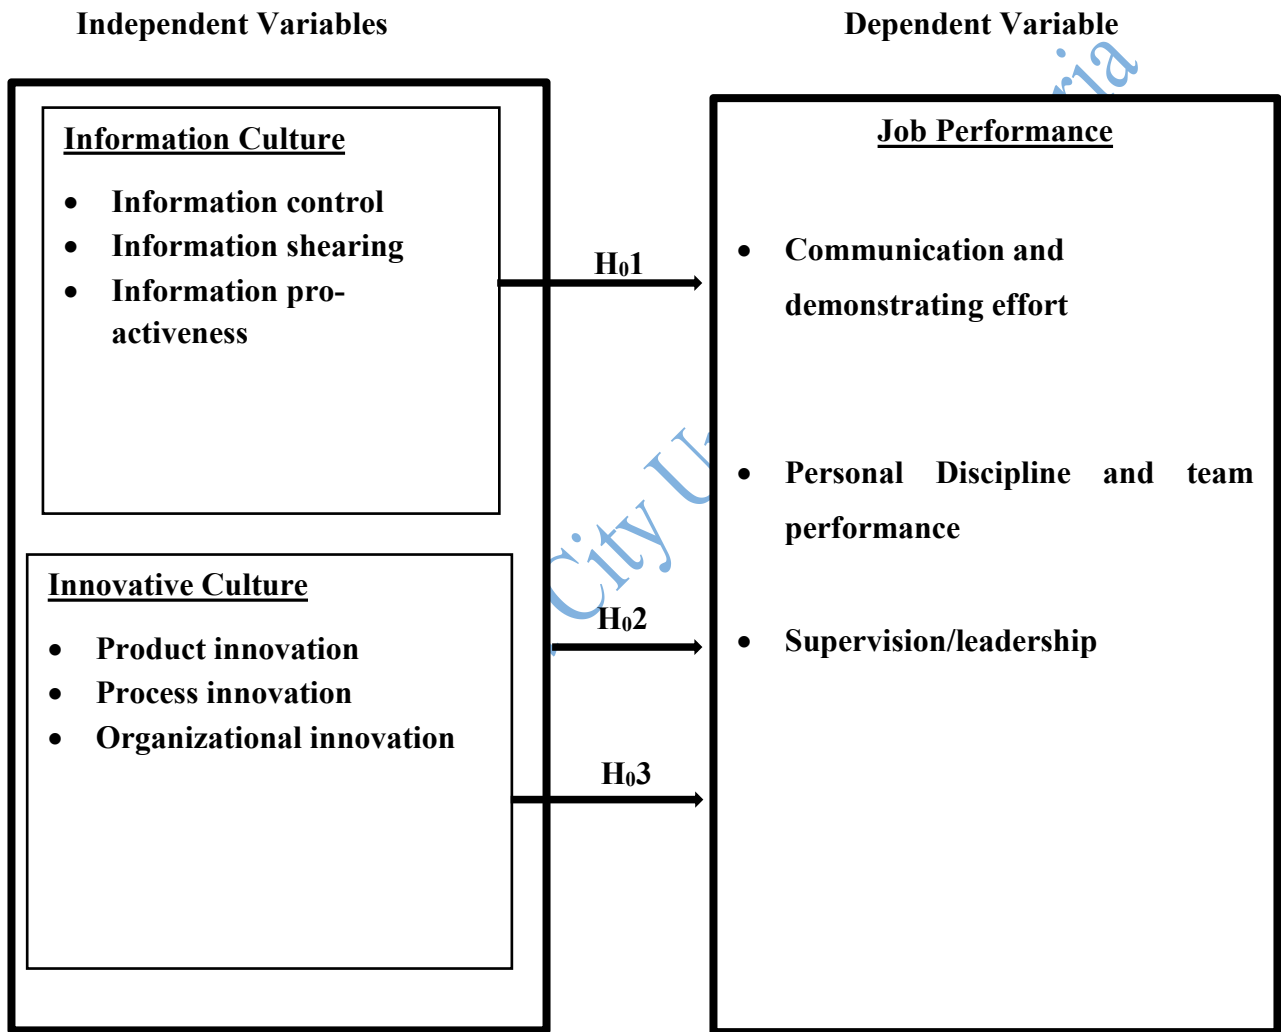 Independent Variables
Dependent Variable
Information Culture
• Information control
• Information shearing
• Information pro-
activeness
Innovative Culture
• Product innovation
• Process innovation
• Organizational innovation
H₀1
H₀2
H₀3
Job Performance
• Communication and
demonstrating effort
• Personal Discipline and team
performance
• Supervision/leadership
City